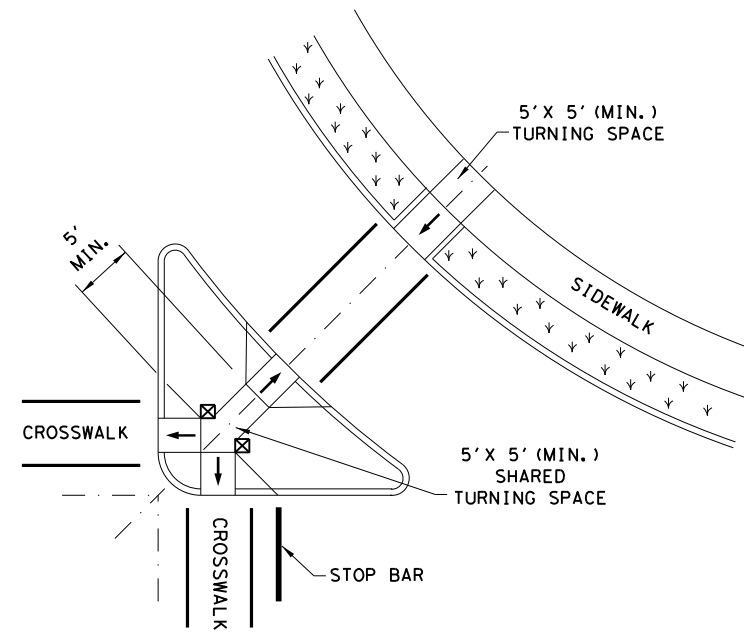 5' X 5' (MIN.)
TURNING SPACE
5'
MIN.
SIDEWALK
CROSSWALK
5' X 5' (MIN.)
SHARED
TURNING SPACE
CROSSWALK
STOP BAR